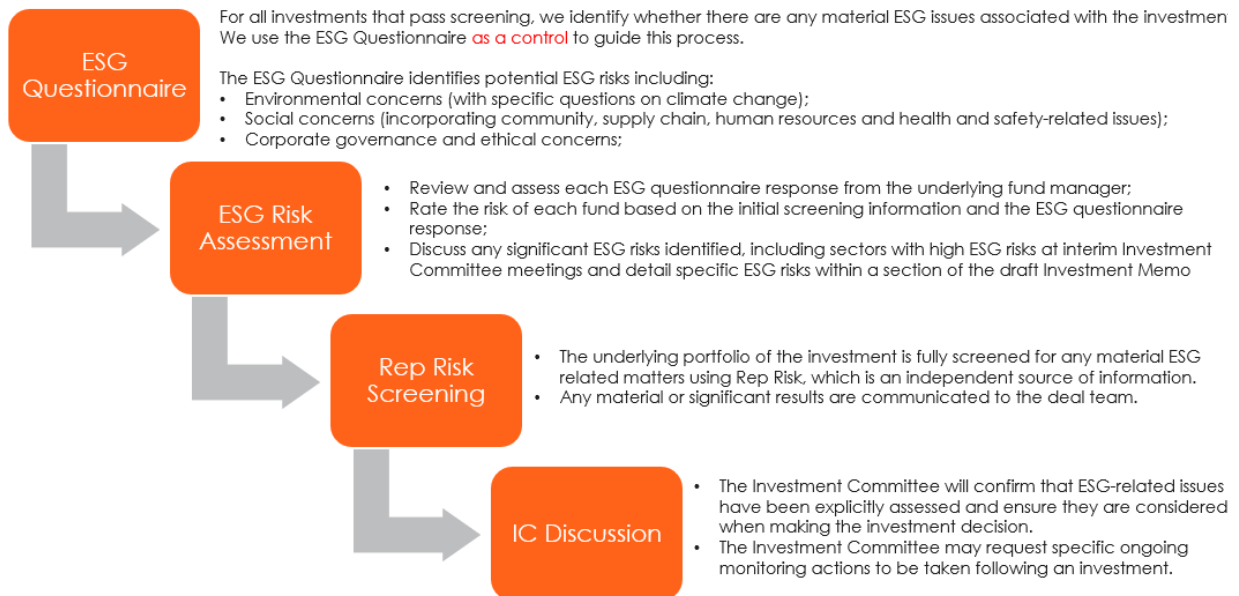 For all investments that pass screening, we identify whether there are any material ESG issues associated with the investmen
We use the ESG Questionnaire as a control to guide this process.
ESG
Questionnaire
The ESG Questionnaire identifies potential ESG risks including:
• Environmental concerns (with specific questions on climate change);
• Social concerns (incorporating community, supply chain, human resources and health and safety-related issues);
• Corporate governance and ethical concerns;
ESG Risk
Assessment
• Review and assess each ESG questionnaire response from the underlying fund manager;
• Rate the risk of each fund based on the initial screening information and the ESG questionnaire
response;
• Discuss any significant ESG risks identified, including sectors with high ESG risks at interim Investment
Committee meetings and detail specific ESG risks within a section of the draft Investment Memo
Rep Risk
Screening
• The underlying portfolio of the investment is fully screened for any material ESG
related matters using Rep Risk, which is an independent source of information.
• Any material or significant results are communicated to the deal team.
IC Discussion
• The Investment Committee will confirm that ESG-related issues
have been explicitly assessed and ensure they are considered
when making the investment decision.
• The Investment Committee may request specific ongoing
monitoring actions to be taken following an investment.